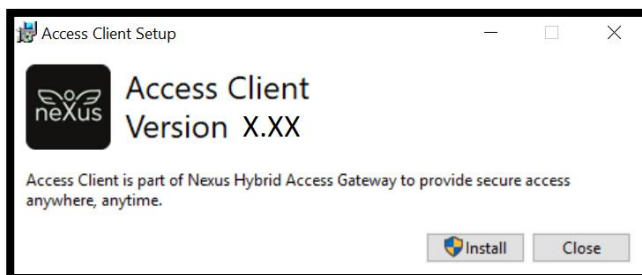 Access Client Setup
neXus
Access Client
Version X.XX
Access Client is part of Nexus Hybrid Access Gateway to provide secure access
anywhere, anytime.
Install Close